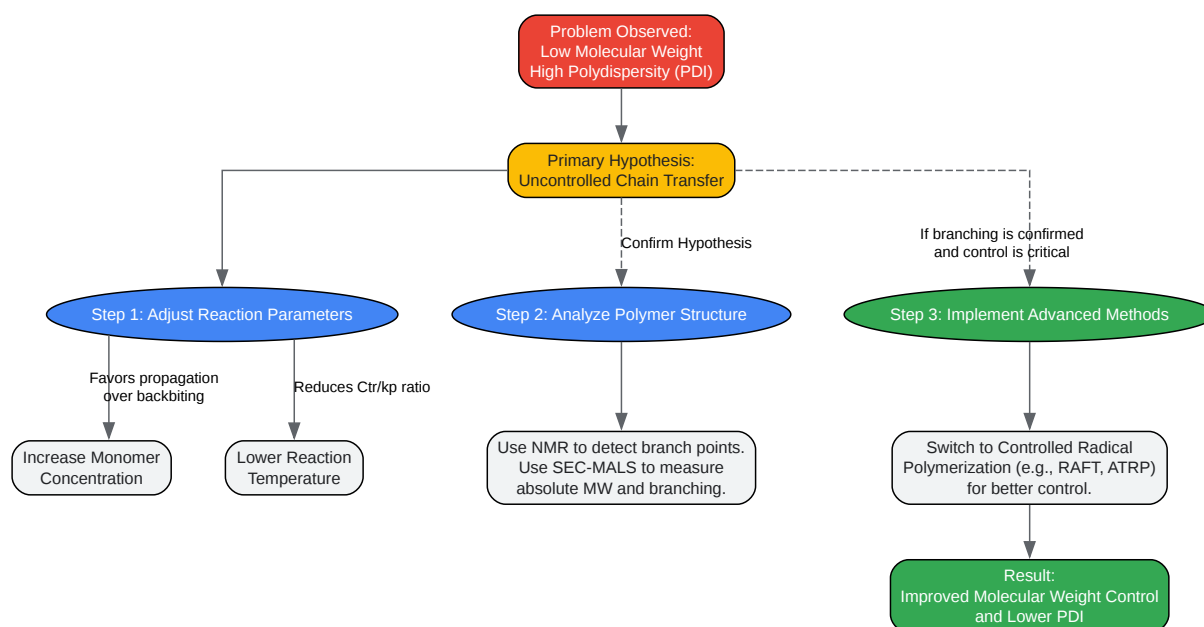 Problem Observed:
Low Molecular Weight
High Polydispersity (PDI)
Primary Hypothesis:
Uncontrolled Chain Transfer
Confirm Hypothesis
If branching is confirmed
and control is critical
Step 1: Adjust Reaction Parameters
Step 2: Analyze Polymer Structure
Step 3: Implement Advanced Methods
Favors propagation
over backbiting
Reduces Ctr/kp ratio
Increase Monomer
Concentration
Lower Reaction
Temperature
Use NMR to detect branch points.
Use SEC-MALS to measure
absolute MW and branching.
Switch to Controlled Radical
Polymerization (e.g., RAFT, ATRP)
for better control.
Result:
Improved Molecular Weight Control
and Lower PDI